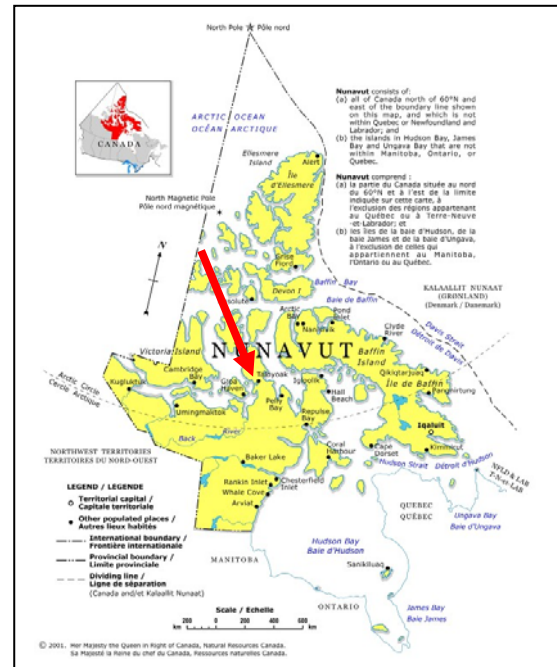 North Pole Pôle nord
ARCTIC OCEAN
OCÉAN ARCTIQUE
CANADA
Nunavut consists of:
(a) all of Canada north of 60°N and
east of the boundary line shown
on this map, and which is not
within Quebec or Newfoundland and
Labrador; and
(b) the islands in Hudson Bay, James
Bay and Ungava Bay that are not
within Manitoba, Ontario, or
Quebec.
Nunavut comprend :
(a) la partie du Canada située au nord
du 60°N et à l'est de la limite
indiquée sur cette carte, à
l'exclusion des régions appartenant
au Québec ou à Terre-Neuve
-et-Labrador; et
(b) les îles de la baie d'Hudson, de la
baie James et de la baie d'Ungava,
à l'exclusion de celles qui
appartiennent au Manitoba,
l'Ontario ou au Québec.
Ellesmere
Island
Alert
Île
d'Ellesmere
North Magnetic Pole
Pôle nord magnétique
N
Grise
Fiord
Devon I
Baffin Bay
Baie de Baffin
KALAALLIT NUNAAT
(GRØNLAND)
(Denmark / Danemark)
Arctic
Bay
Nanisivik
Pond
Inlet
Clyde
River
Davis Strait
Détroit de Davis
Victoria Island
NUNAVUT
Baffin
Island
Île de Baffin
Cambridge
Bay
Gjoa
Haven
Taloyoak
Igloolik
Hall
Beach
Qikiqtarjuaq
Pangnirtung
Arctic Circle
Cercle Arctique
Kugluktuk
Umingmaktok
Pelly
Bay
Repulse
Bay
Iqaluit
Back River
Cape
Dorset
Kimmirut
NORTHWEST TERRITORIES
TERRITOIRES DU NORD-OUEST
Baker Lake
Coral
Harbour
Hudson Strait Détroit d'Hudson
NFLD & LAB
T-N-et-LAB
Rankin Inlet
Chesterfield
Inlet
Whale Cove
Arviat
LEGEND / LÉGENDE
Territorial capital /
Capitale territoriale
Other populated places /
Autres lieux habités
International boundary /
Frontière internationale
Provincial boundary /
Limite provinciale
Dividing line /
Ligne de séparation
(Canada and/et Kalaallit Nunaat)
QUEBEC
QUÉBEC
Ungava Bay
Baie d'Ungava
Hudson Bay
Baie d'Hudson
MANITOBA
Sanikiluaq
ONTARIO
James Bay
Baie James
Scale / Échelle
km 200 0 200 400 600 km
© 2001. Her Majesty the Queen in Right of Canada, Natural Resources Canada.
Sa Majesté la Reine du chef du Canada, Ressources naturelles Canada.